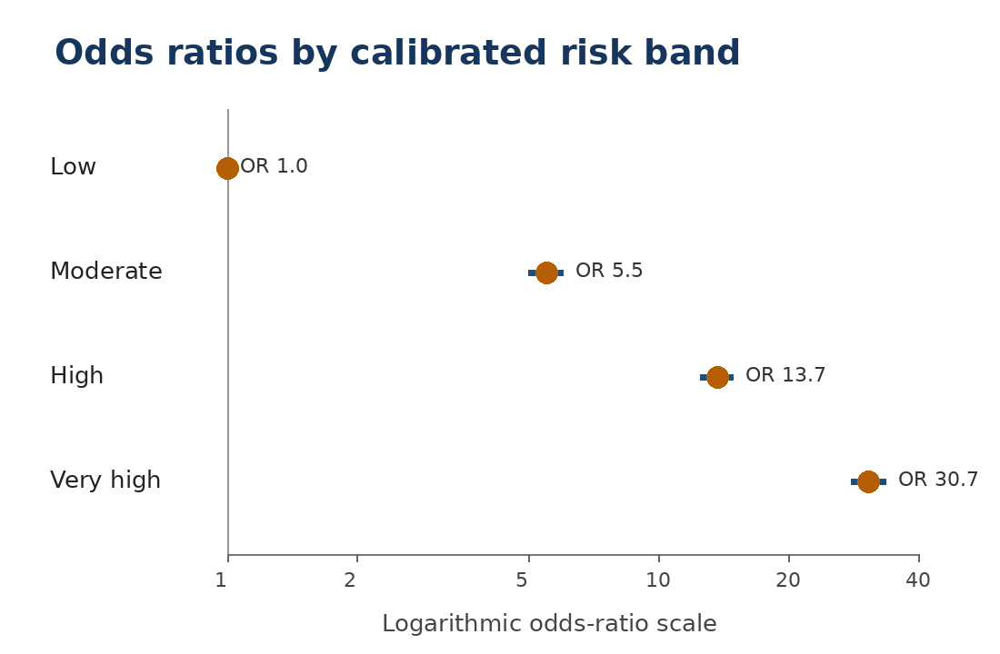 Odds ratios by calibrated risk band
Low
OR 1.0
Moderate
OR 5.5
High
OR 13.7
Very high
OR 30.7
1 2 5 10 20 40
Logarithmic odds-ratio scale